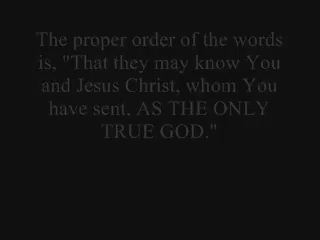 The proper order of the words
is, "That they may know You
and Jesus Christ, whom You
have sent, AS THE ONLY
TRUE GOD."